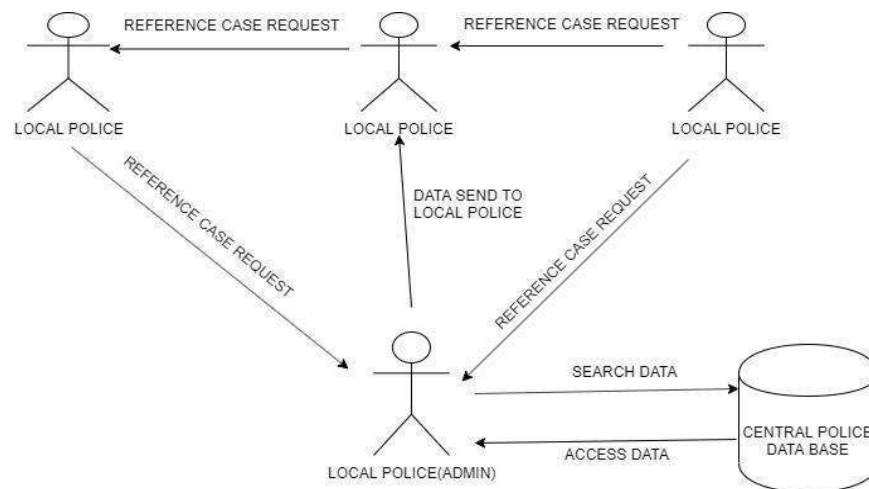 REFERENCE CASE REQUEST
REFERENCE CASE REQUEST
LOCAL POLICE
LOCAL POLICE
LOCAL POLICE
REFERENCE CASE REQUEST
DATA SEND TO
LOCAL POLICE
REFERENCE CASE REQUEST
SEARCH DATA
CENTRAL POLICE
DATA BASE
ACCESS DATA
LOCAL POLICE(ADMIN)